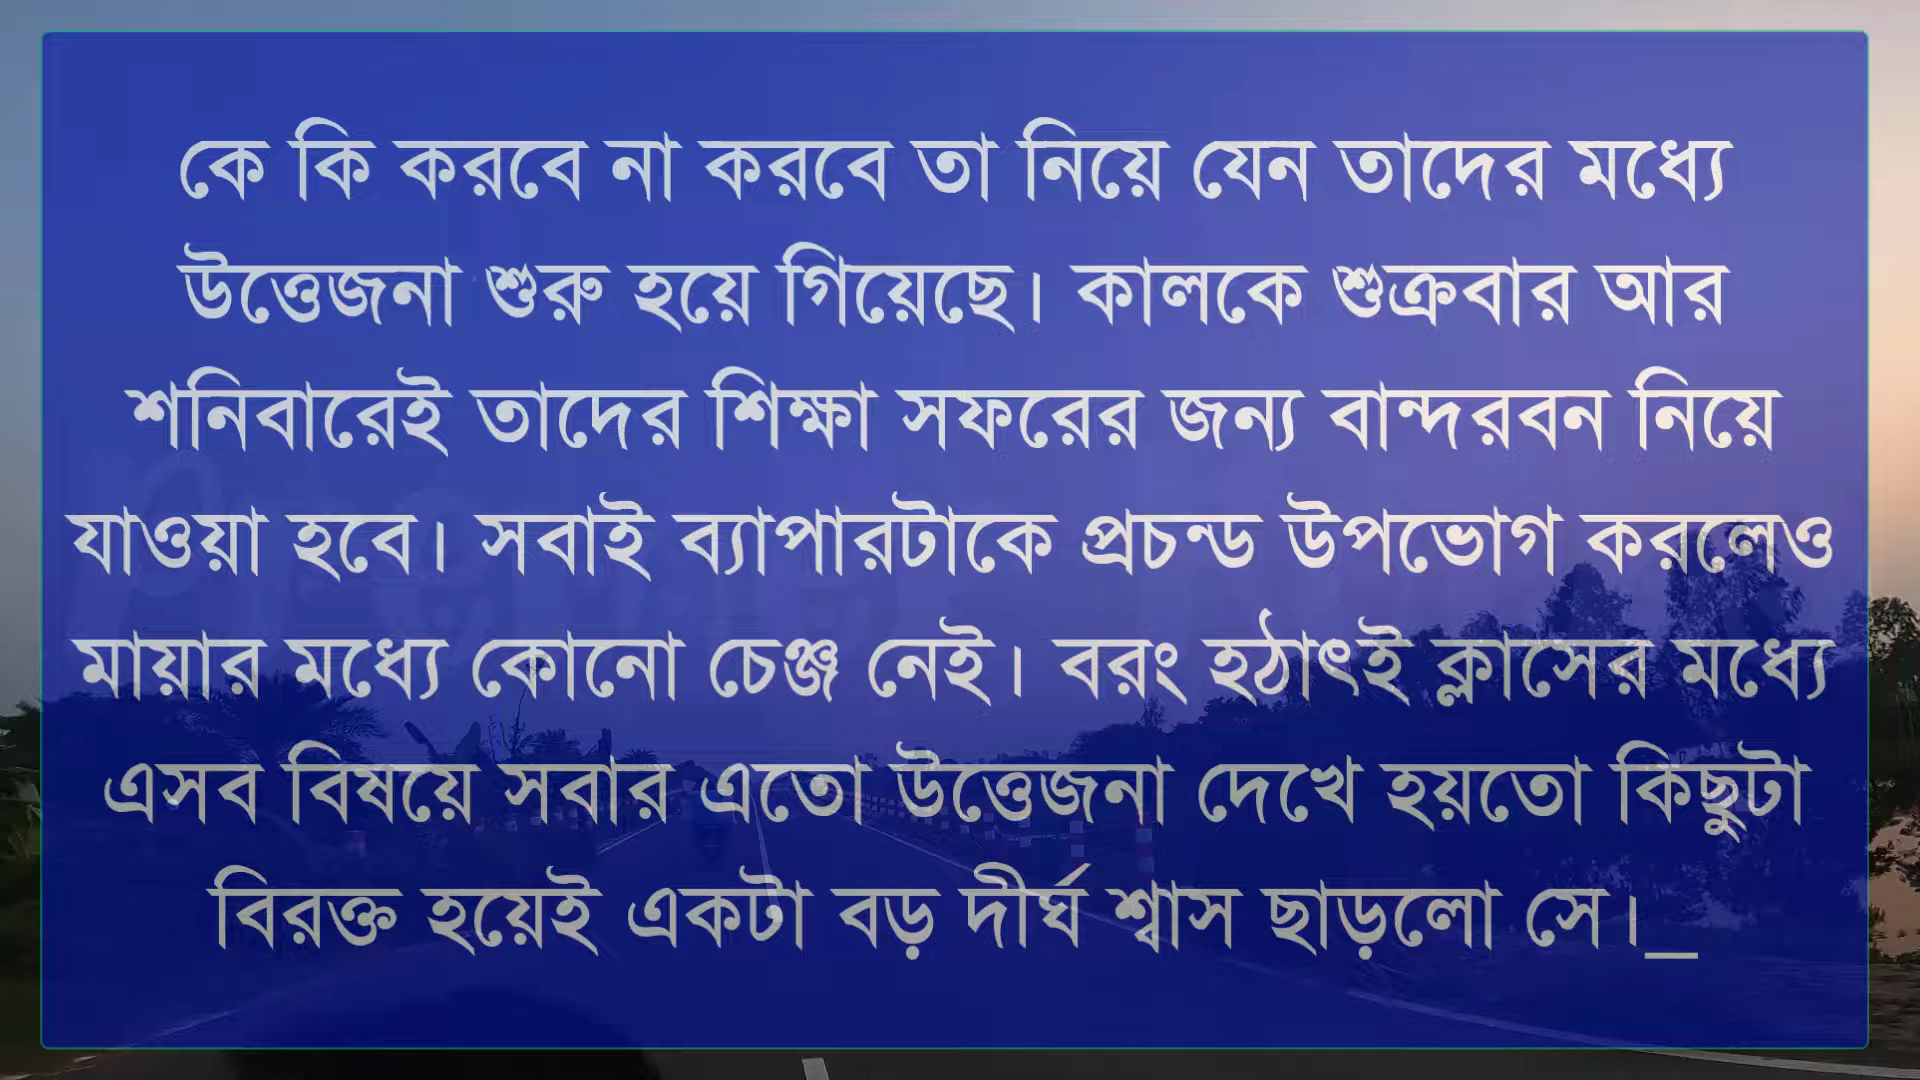 কে কি করবে না করবে তা নিয়ে যেন তাদের মধ্যে
উত্তেজনা শুরু হয়ে গিয়েছে। কালকে শুক্রবার আর
শনিবারেই তাদের শিক্ষা সফরের জন্য বান্দরবন নিয়ে
যাওয়া হবে। সবাই ব্যাপারটাকে প্রচন্ড উপভোগ করলেও
মায়ার মধ্যে কোনো চেঞ্জ নেই। বরং হঠাৎই ক্লাসের মধ্যে
এসব বিষয়ে সবার এতো উত্তেজনা দেখে হয়তো কিছুটা
বিরক্ত হয়েই একটা বড় দীর্ঘ শ্বাস ছাড়লো সে।_